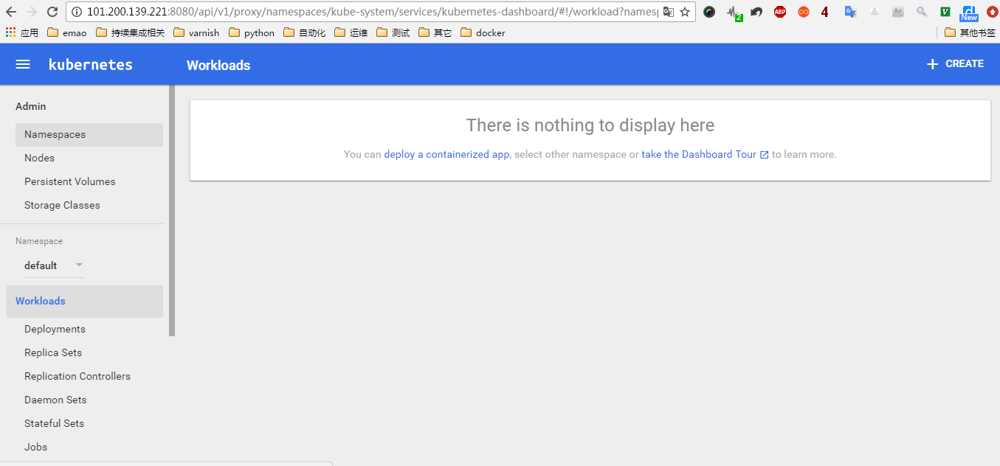 101.200.139.221:8080/api/v1/proxy/namespaces/kube-system/services/kubernetes-dashboard/#!/workload?names
2 ABP 4 Ar V New
应用 emao 持续集成相关 varnish python 自动化 运维 测试 其它 docker 其他书签
kubernetes Workloads CREATE
Admin
Namespaces
Nodes
Persistent Volumes
Storage Classes
Namespace
default
Workloads
Deployments
Replica Sets
Replication Controllers
Daemon Sets
Stateful Sets
Jobs
There is nothing to display here
You can deploy a containerized app, select other namespace or take the Dashboard Tour to learn more.